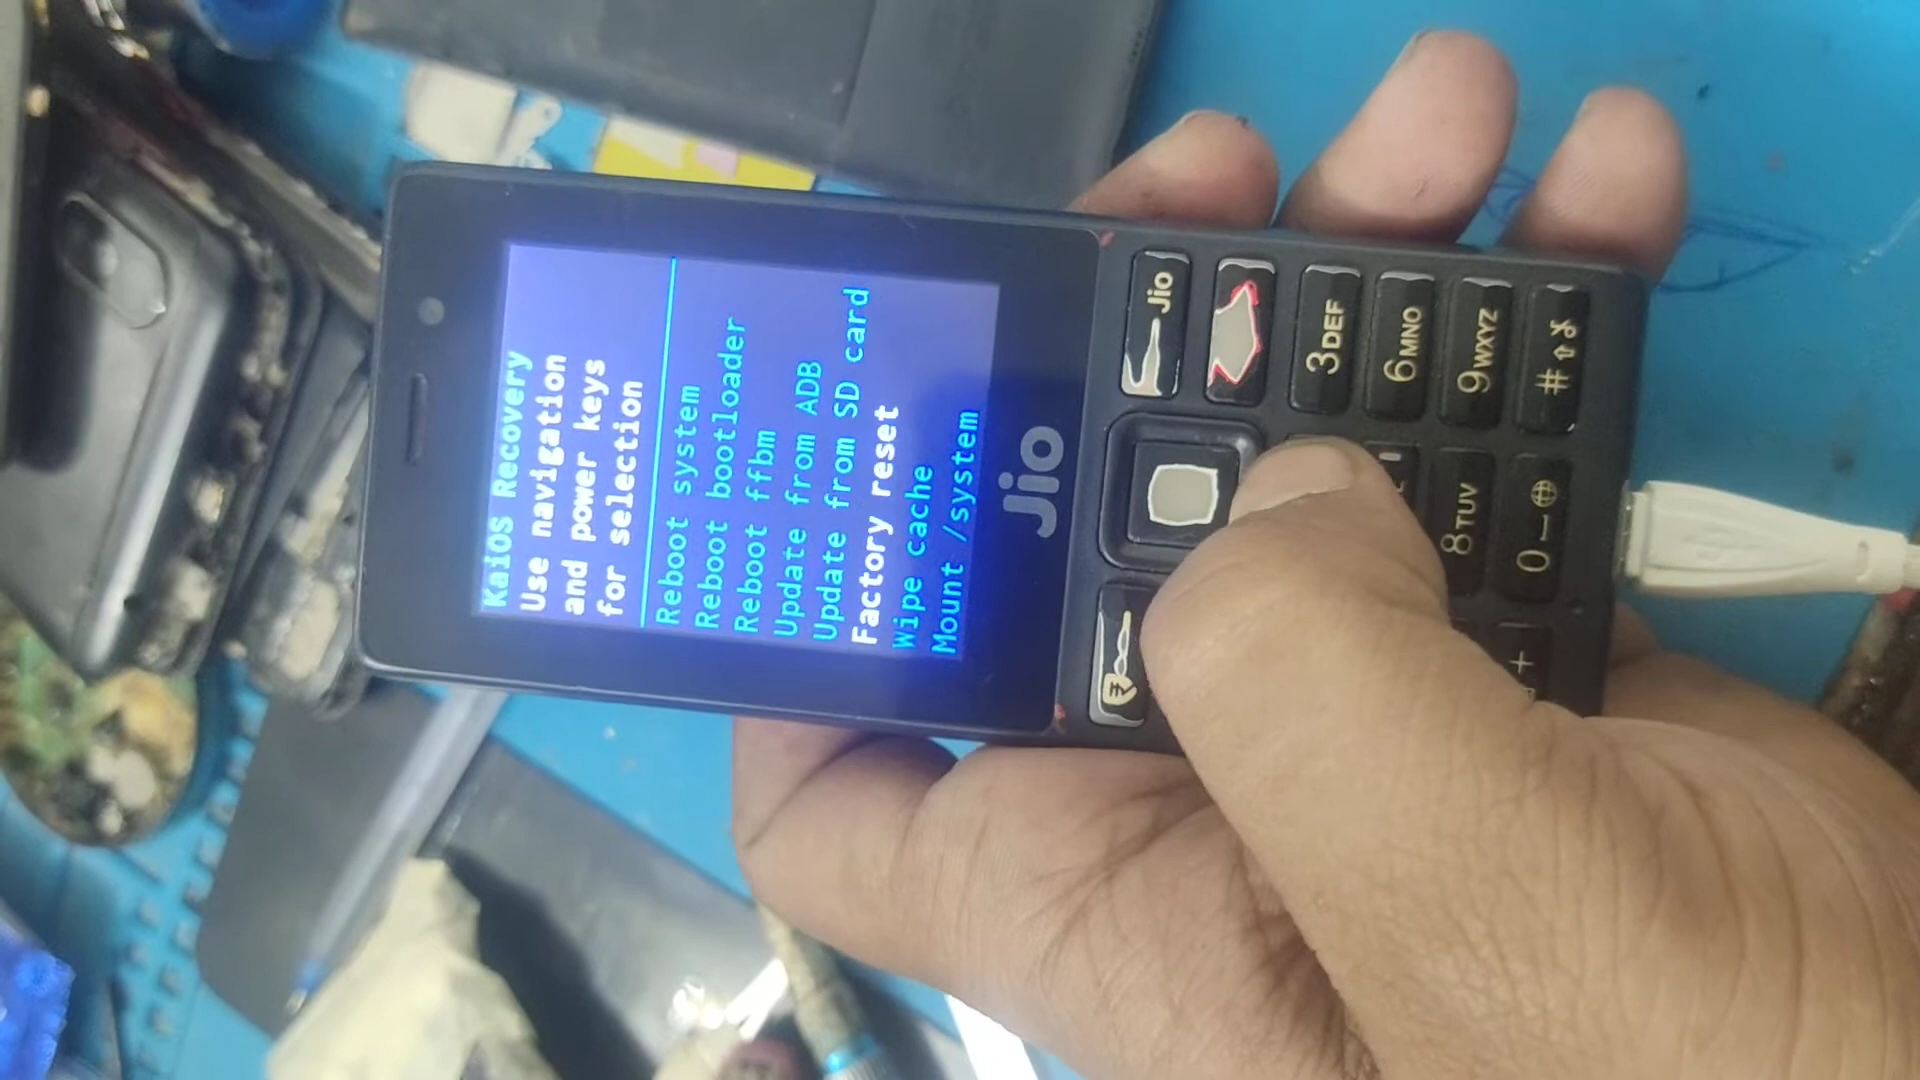 KaiOS Recovery
Use navigation
and power keys
for selection
Reboot system
Reboot bootloader
Reboot ffbm
Update from ADB
Update from SD card
Factory reset
Wipe cache
Mount /system
Jio
Jio
₹
3DEF
6MNO
9WXYZ
#
8TUV
0
+